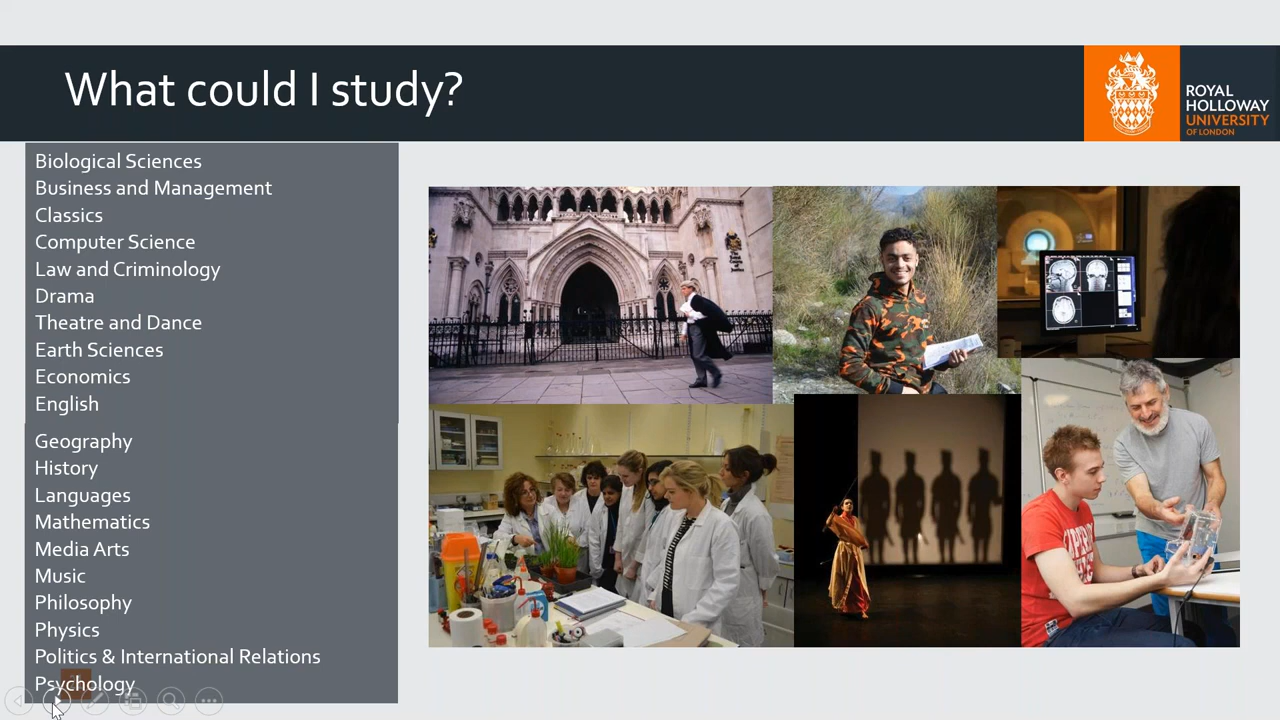 What could I study?
ROYAL
HOLLOWAY
UNIVERSITY
OF LONDON
Biological Sciences
Business and Management
Classics
Computer Science
Law and Criminology
Drama
Theatre and Dance
Earth Sciences
Economics
English
Geography
History
Languages
Mathematics
Media Arts
Music
Philosophy
Physics
Politics & International Relations
Psychology